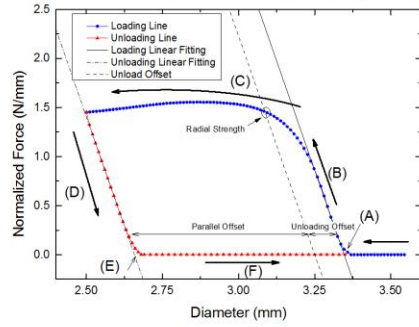 Loading Line
Unloading Line
Loading Linear Fitting
Unloading Linear Fitting
Unload Offset
(C)
Radial Strength
(B)
(D)
(A)
Parallel Offset
Unloading Offset
(E)
(F)
Normalized Force (N/mm)
2.5
2.0
1.5
1.0
0.5
0.0
2.50 2.75 3.00 3.25 3.50
Diameter (mm)